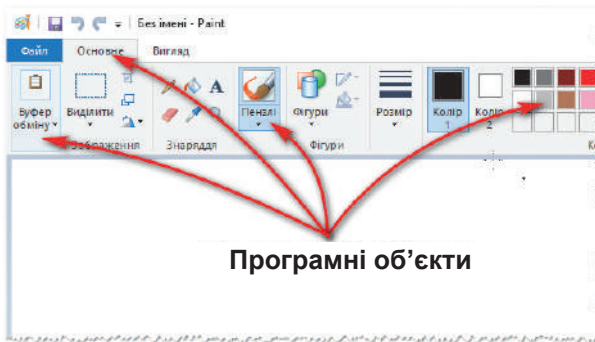 Без імені - Paint
Файл Основне Вигляд
Буфер обміну
Виділити
Пензлі
Фігури
Розмір
Колір 1
Колір 2
Зображення
Знаряддя
Фігури
Програмні об’єкти